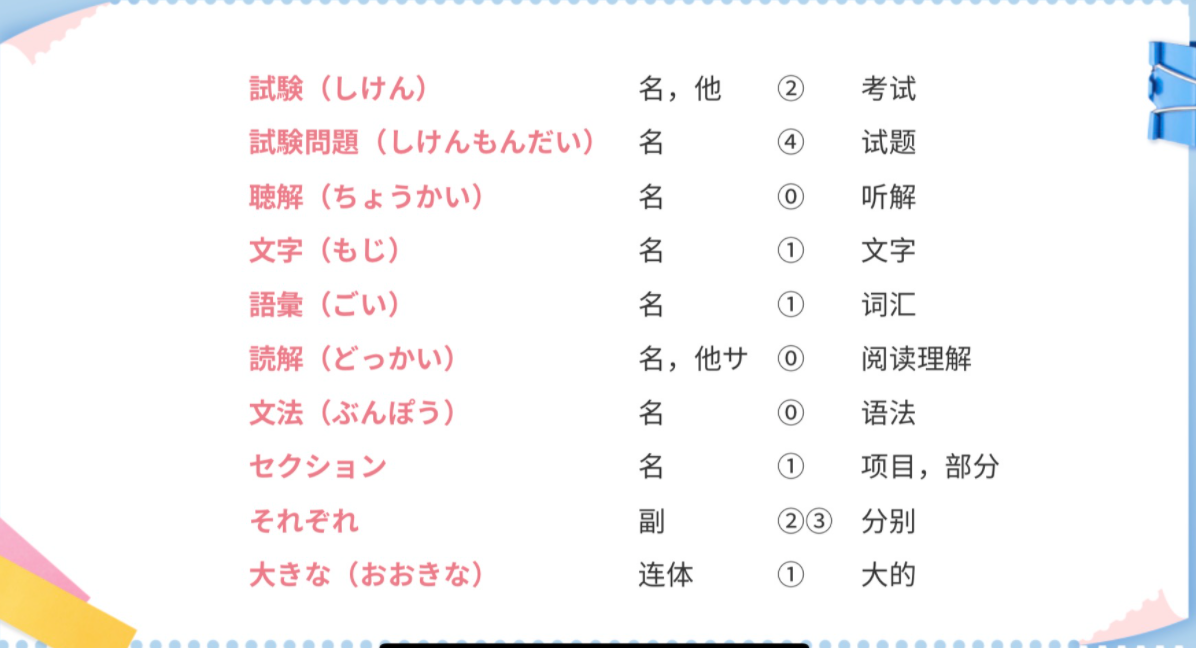 試験（しけん） 名，他 ② 考试
試験問題（しけんもんだい） 名 ④ 试题
聴解（ちょうかい） 名 ⓪ 听解
文字（もじ） 名 ① 文字
語彙（ごい） 名 ① 词汇
読解（どっかい） 名，他サ ⓪ 阅读理解
文法（ぶんぽう） 名 ⓪ 语法
セクション 名 ① 项目，部分
それぞれ 副 ②③ 分别
大きな（おおきな） 连体 ① 大的